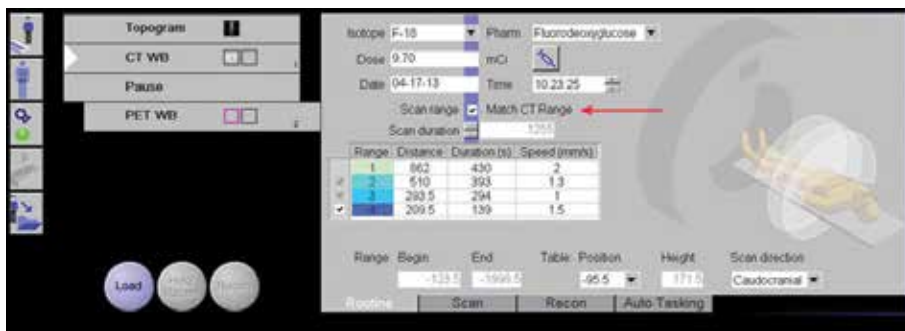 Topogram
CT WB
Pause
PET WB
Isotope F-18 Pharm Fluorodeoxyglucose
Dose 9.70 mCi
Date 04-17-13 Time 10.23.25
Scan range Match CT Range
Scan duration
Range Distance Duration (s) Speed (mm/s)
1 862 430 2
2 510 393 1.3
3 293.5 294 1
4 209.5 139 1.5
Range Begin End Table: Position Height Scan direction
-95.5 Caudocranial
Load
Routine Scan Recon Auto Tasking